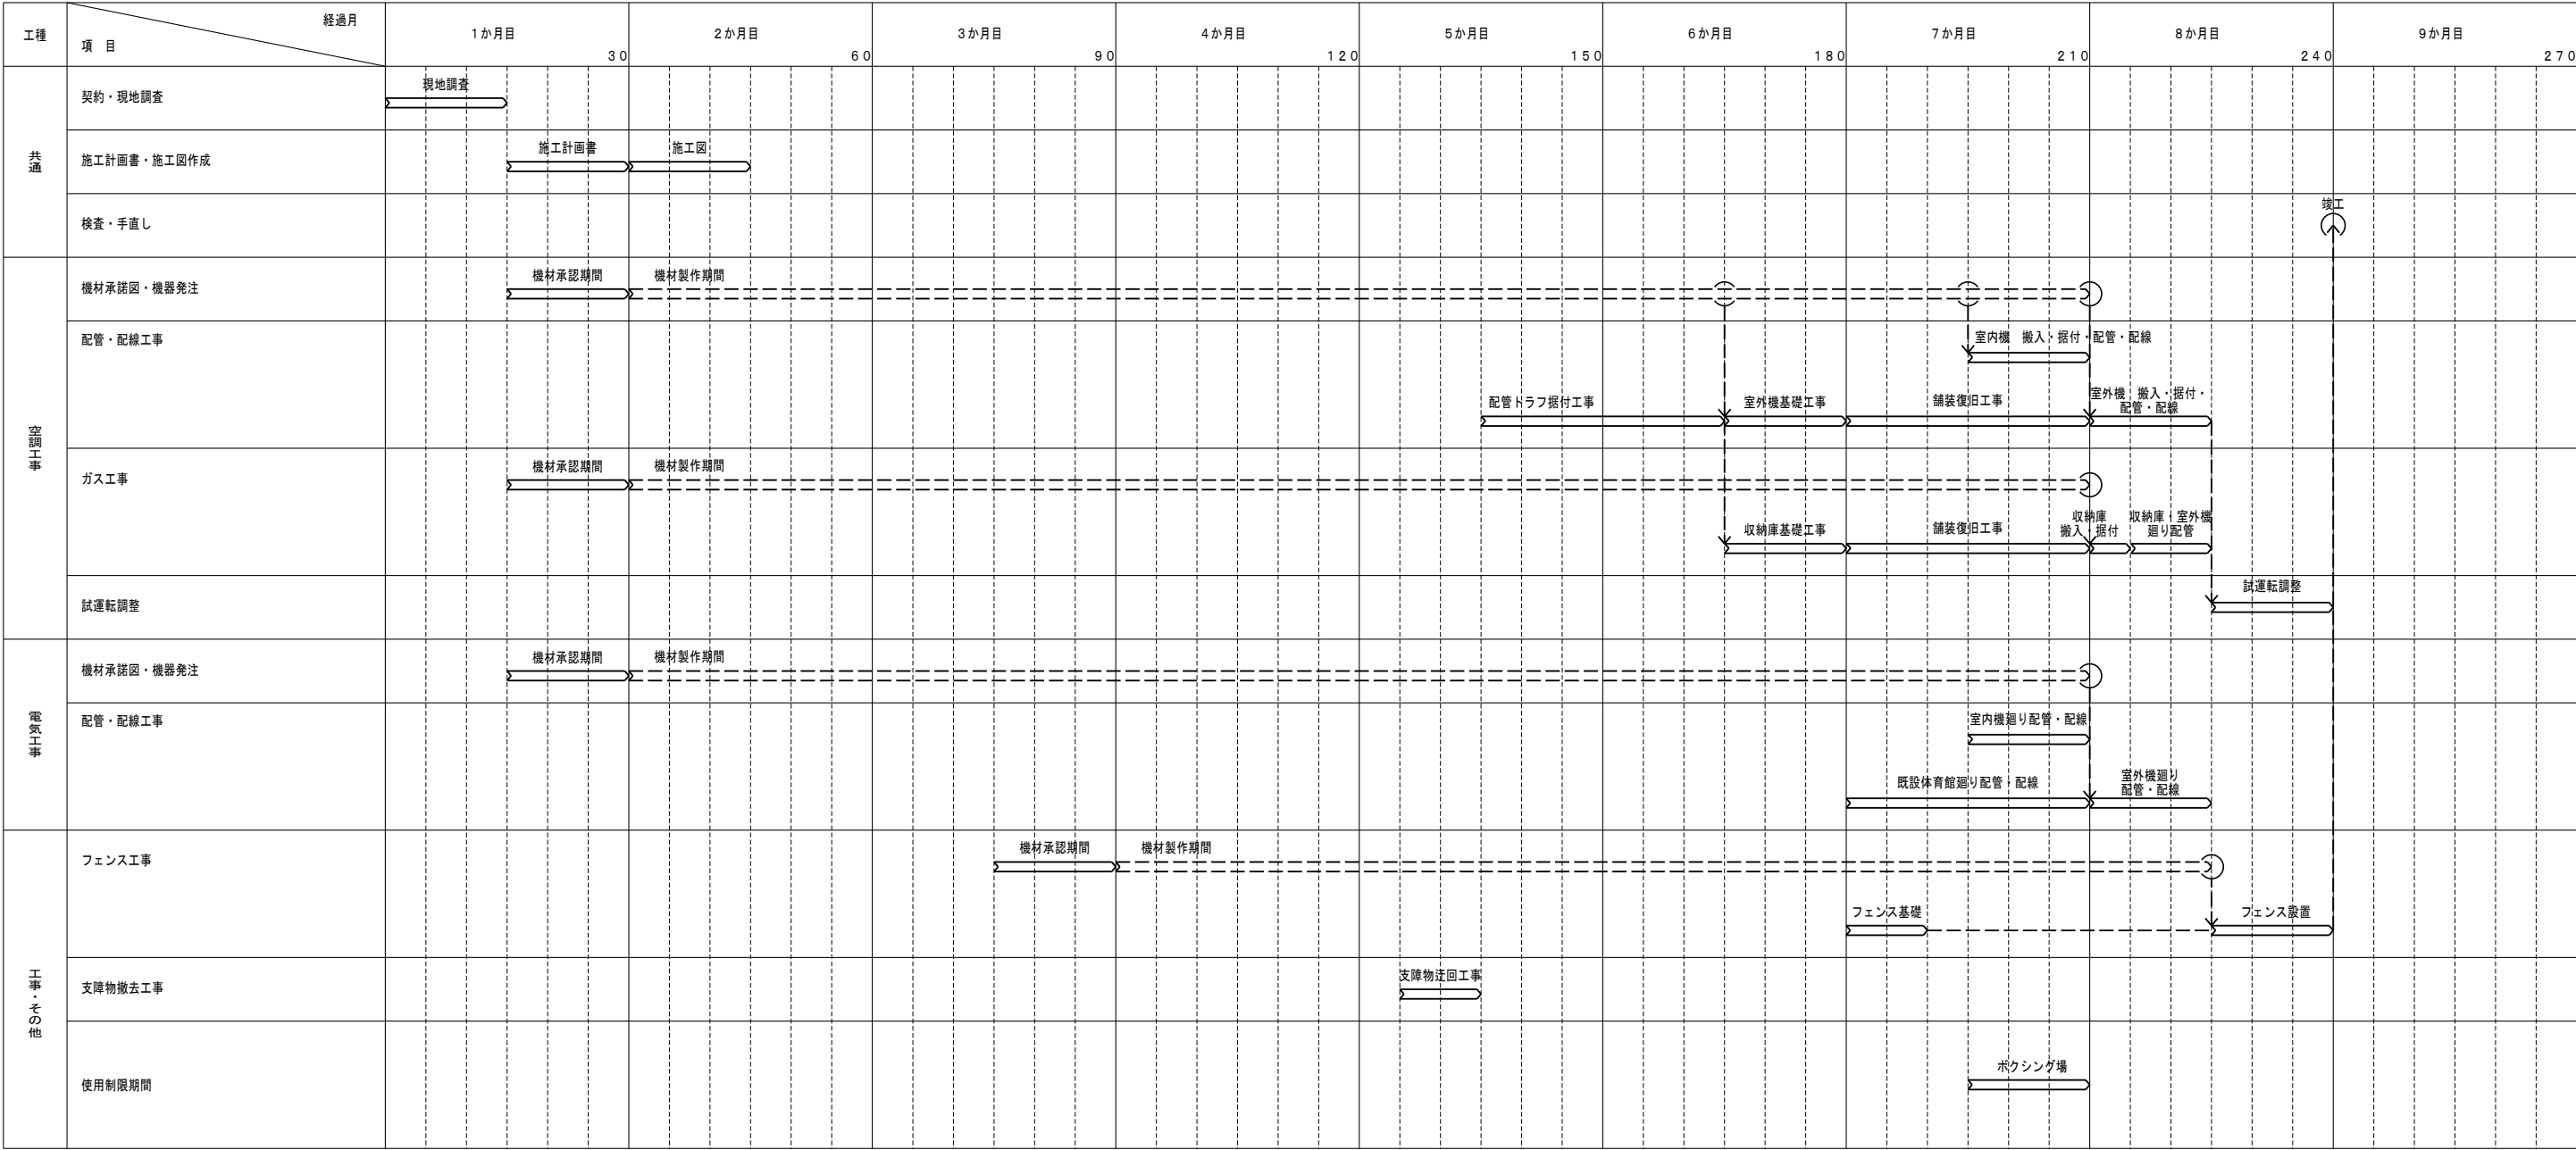 工種
経過月
項　目
1か月目
2か月目
3か月目
4か月目
5か月目
6か月目
7か月目
8か月目
9か月目
30
60
90
120
150
180
210
240
270
共通
契約・現地調査
現地調査
施工計画書・施工図作成
施工計画書
施工図
検査・手直し
竣工
空調工事
機材承諾図・機器発注
機材承認期間
機材製作期間
配管・配線工事
室内機　搬入・据付・配管・配線
配管トラフ据付工事
室外機基礎工事
舗装復旧工事
室外機　搬入・据付・
配管・配線
ガス工事
機材承認期間
機材製作期間
収納庫基礎工事
舗装復旧工事
収納庫
搬入・据付
収納庫・室外機
廻り配管
試運転調整
試運転調整
電気工事
機材承諾図・機器発注
機材承認期間
機材製作期間
配管・配線工事
室内機廻り配管・配線
既設体育館廻り配管・配線
室外機廻り
配管・配線
工事・その他
フェンス工事
機材承認期間
機材製作期間
フェンス基礎
フェンス設置
支障物撤去工事
支障物迂回工事
使用制限期間
ボクシング場